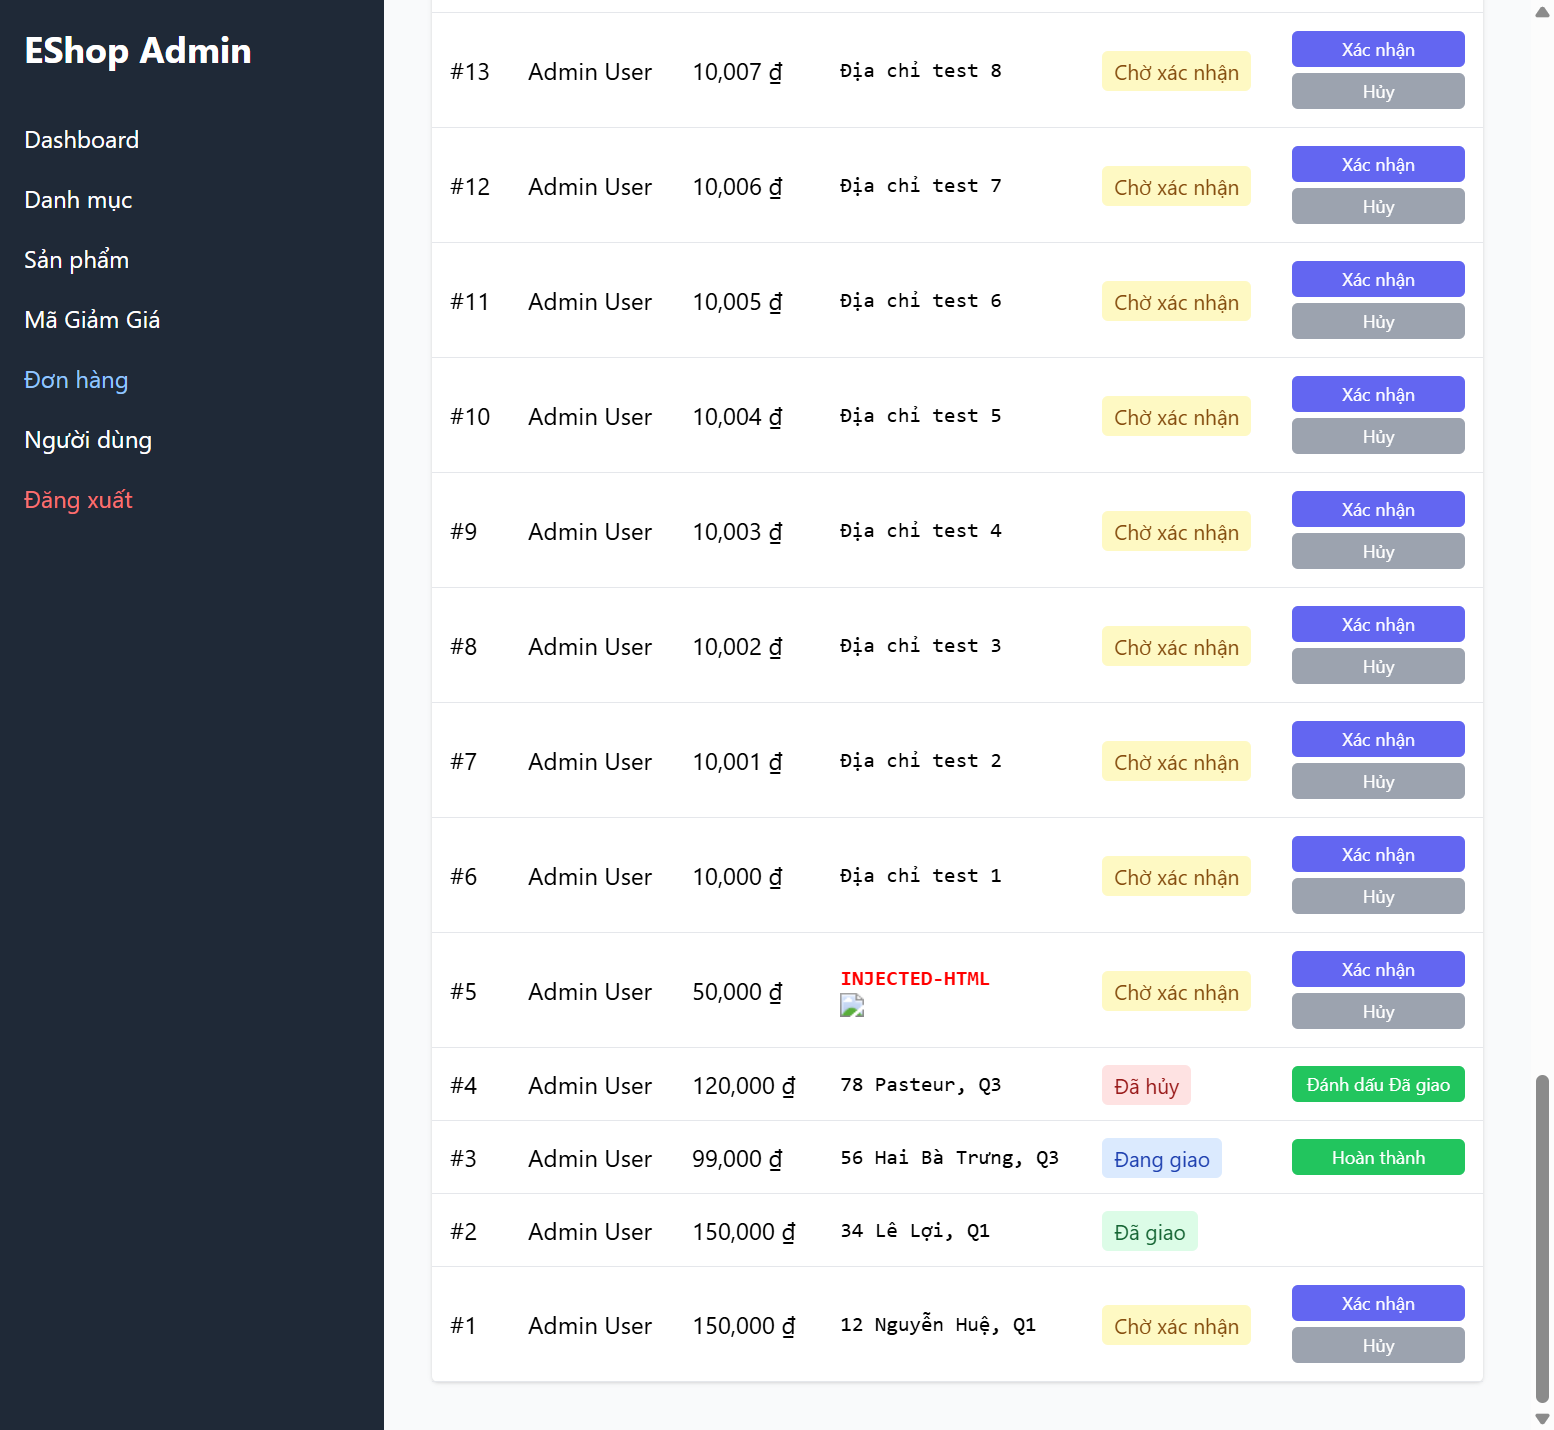 EShop Admin
Dashboard
Danh mục
Sản phẩm
Mã Giảm Giá
Đơn hàng
Người dùng
Đăng xuất
#13 Admin User 10,007 ₫ Địa chỉ test 8 Chờ xác nhận Xác nhận
Hủy
#12 Admin User 10,006 ₫ Địa chỉ test 7 Chờ xác nhận Xác nhận
Hủy
#11 Admin User 10,005 ₫ Địa chỉ test 6 Chờ xác nhận Xác nhận
Hủy
#10 Admin User 10,004 ₫ Địa chỉ test 5 Chờ xác nhận Xác nhận
Hủy
#9 Admin User 10,003 ₫ Địa chỉ test 4 Chờ xác nhận Xác nhận
Hủy
#8 Admin User 10,002 ₫ Địa chỉ test 3 Chờ xác nhận Xác nhận
Hủy
#7 Admin User 10,001 ₫ Địa chỉ test 2 Chờ xác nhận Xác nhận
Hủy
#6 Admin User 10,000 ₫ Địa chỉ test 1 Chờ xác nhận Xác nhận
Hủy
#5 Admin User 50,000 ₫ INJECTED-HTML Chờ xác nhận Xác nhận
Hủy
#4 Admin User 120,000 ₫ 78 Pasteur, Q3 Đã hủy Đánh dấu Đã giao
#3 Admin User 99,000 ₫ 56 Hai Bà Trưng, Q3 Đang giao Hoàn thành
#2 Admin User 150,000 ₫ 34 Lê Lợi, Q1 Đã giao
#1 Admin User 150,000 ₫ 12 Nguyễn Huệ, Q1 Chờ xác nhận Xác nhận
Hủy